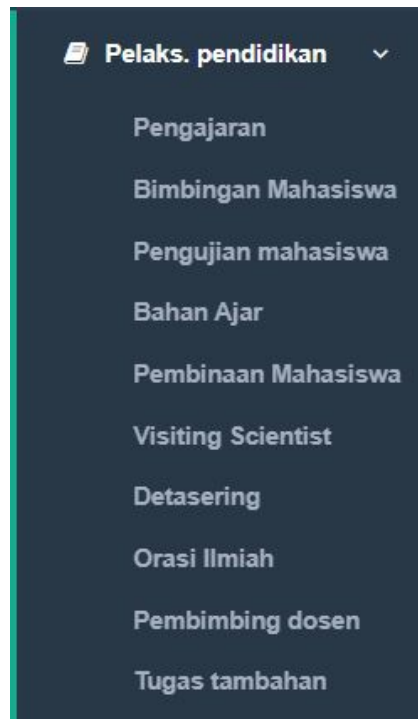 Pelaks. pendidikan
Pengajaran
Bimbingan Mahasiswa
Pengujian mahasiswa
Bahan Ajar
Pembinaan Mahasiswa
Visiting Scientist
Detasering
Orasi Ilmiah
Pembimbing dosen
Tugas tambahan